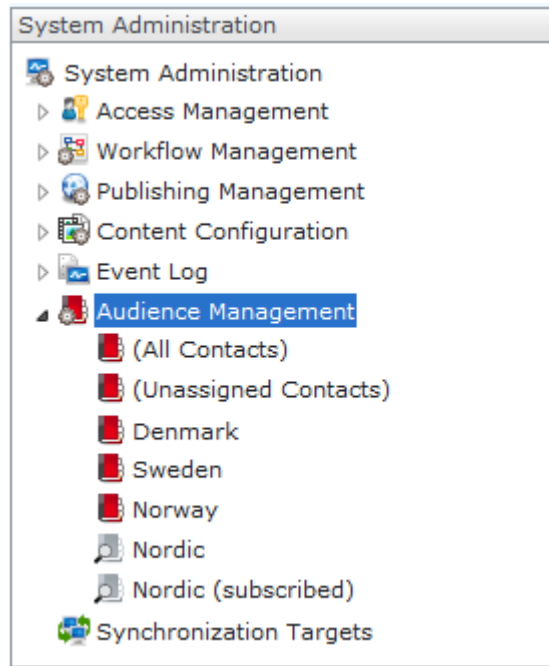 System Administration
System Administration
Access Management
Workflow Management
Publishing Management
Content Configuration
Event Log
Audience Management
(All Contacts)
(Unassigned Contacts)
Denmark
Sweden
Norway
Nordic
Nordic (subscribed)
Synchronization Targets